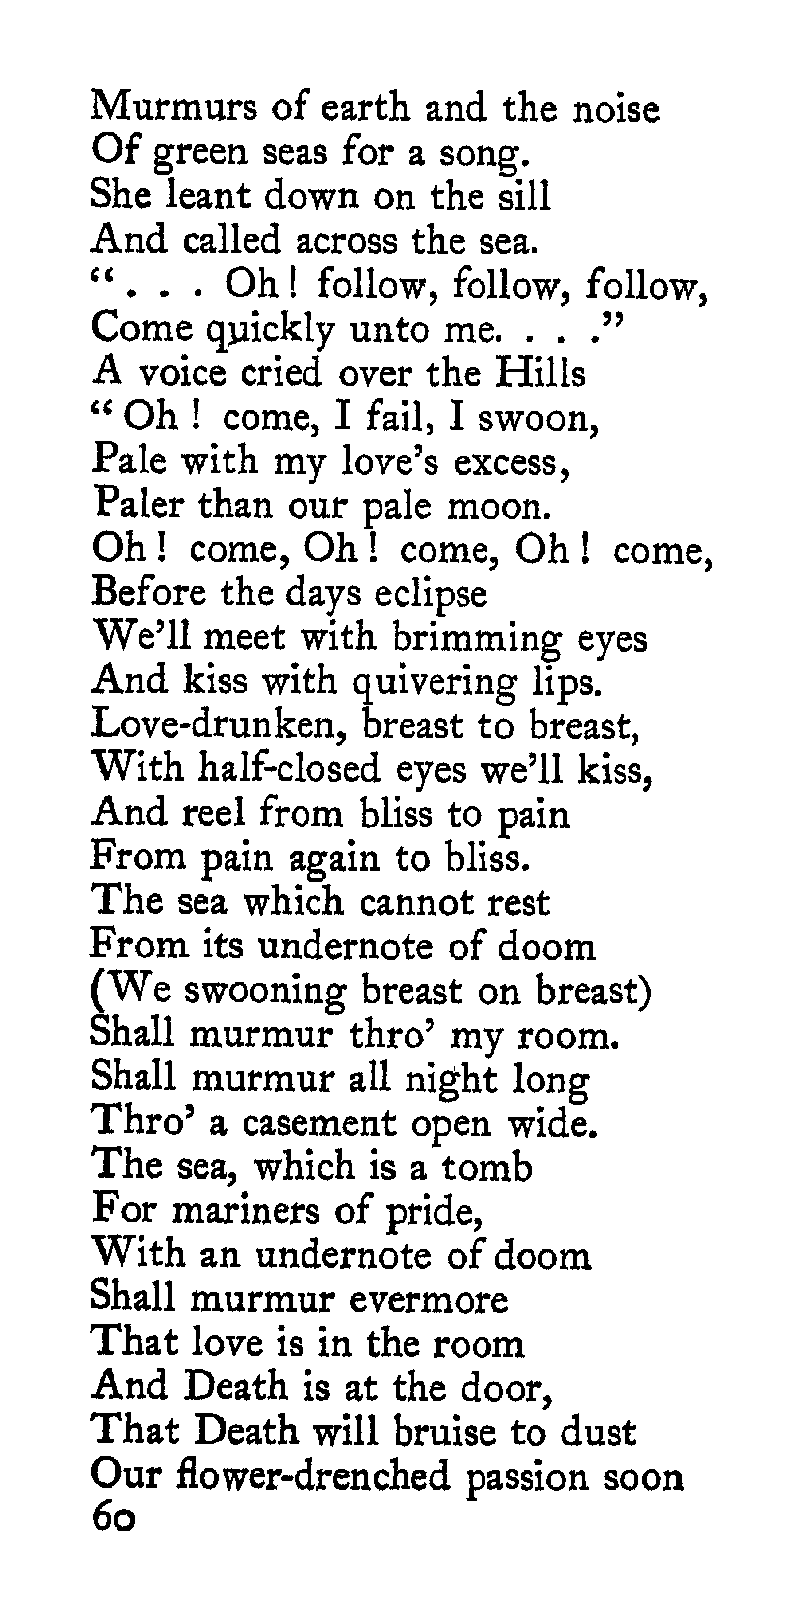 Murmurs of earth and the noise
Of green seas for a song.
She leant down on the sill
And called across the sea.
“. . . Oh! follow, follow, follow,
Come quickly unto me. . . .”
A voice cried over the Hills
“Oh! come, I fail, I swoon,
Pale with my love’s excess,
Paler than our pale moon.
Oh! come, Oh! come, Oh! come,
Before the days eclipse
We’ll meet with brimming eyes
And kiss with quivering lips.
Love-drunken, breast to breast,
With half-closed eyes we’ll kiss,
And reel from bliss to pain
From pain again to bliss.
The sea which cannot rest
From its undernote of doom
(We swooning breast on breast)
Shall murmur thro’ my room.
Shall murmur all night long
Thro’ a casement open wide.
The sea, which is a tomb
For mariners of pride,
With an undernote of doom
Shall murmur evermore
That love is in the room
And Death is at the door,
That Death will bruise to dust
Our flower-drenched passion soon
60